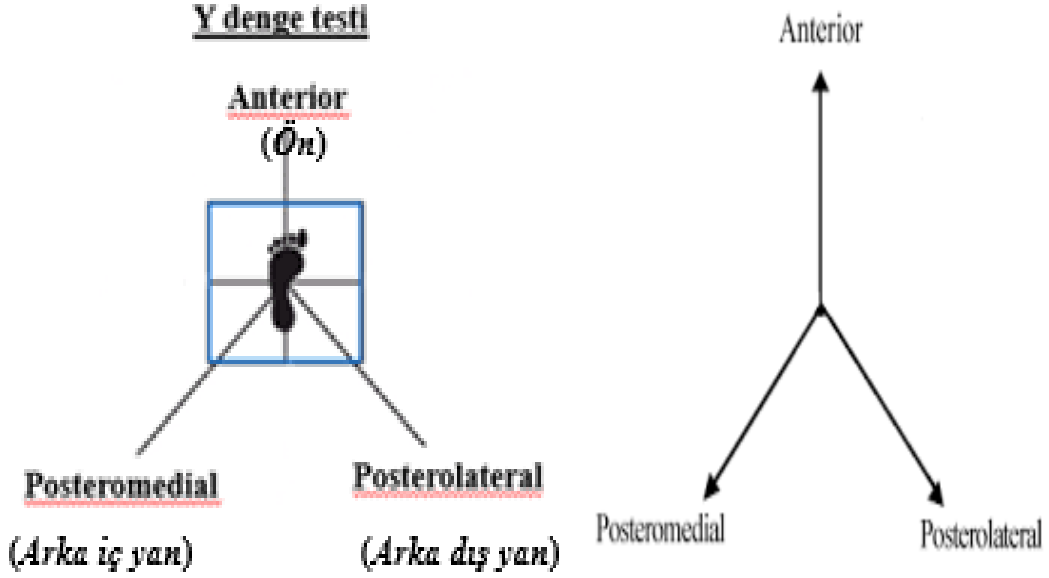 Y denge testi
Anterior
(Ön)
Posteromedial
(Arka iç yan)
Posterolateral
(Arka dış yan)
Anterior
Posteromedial
Posterolateral